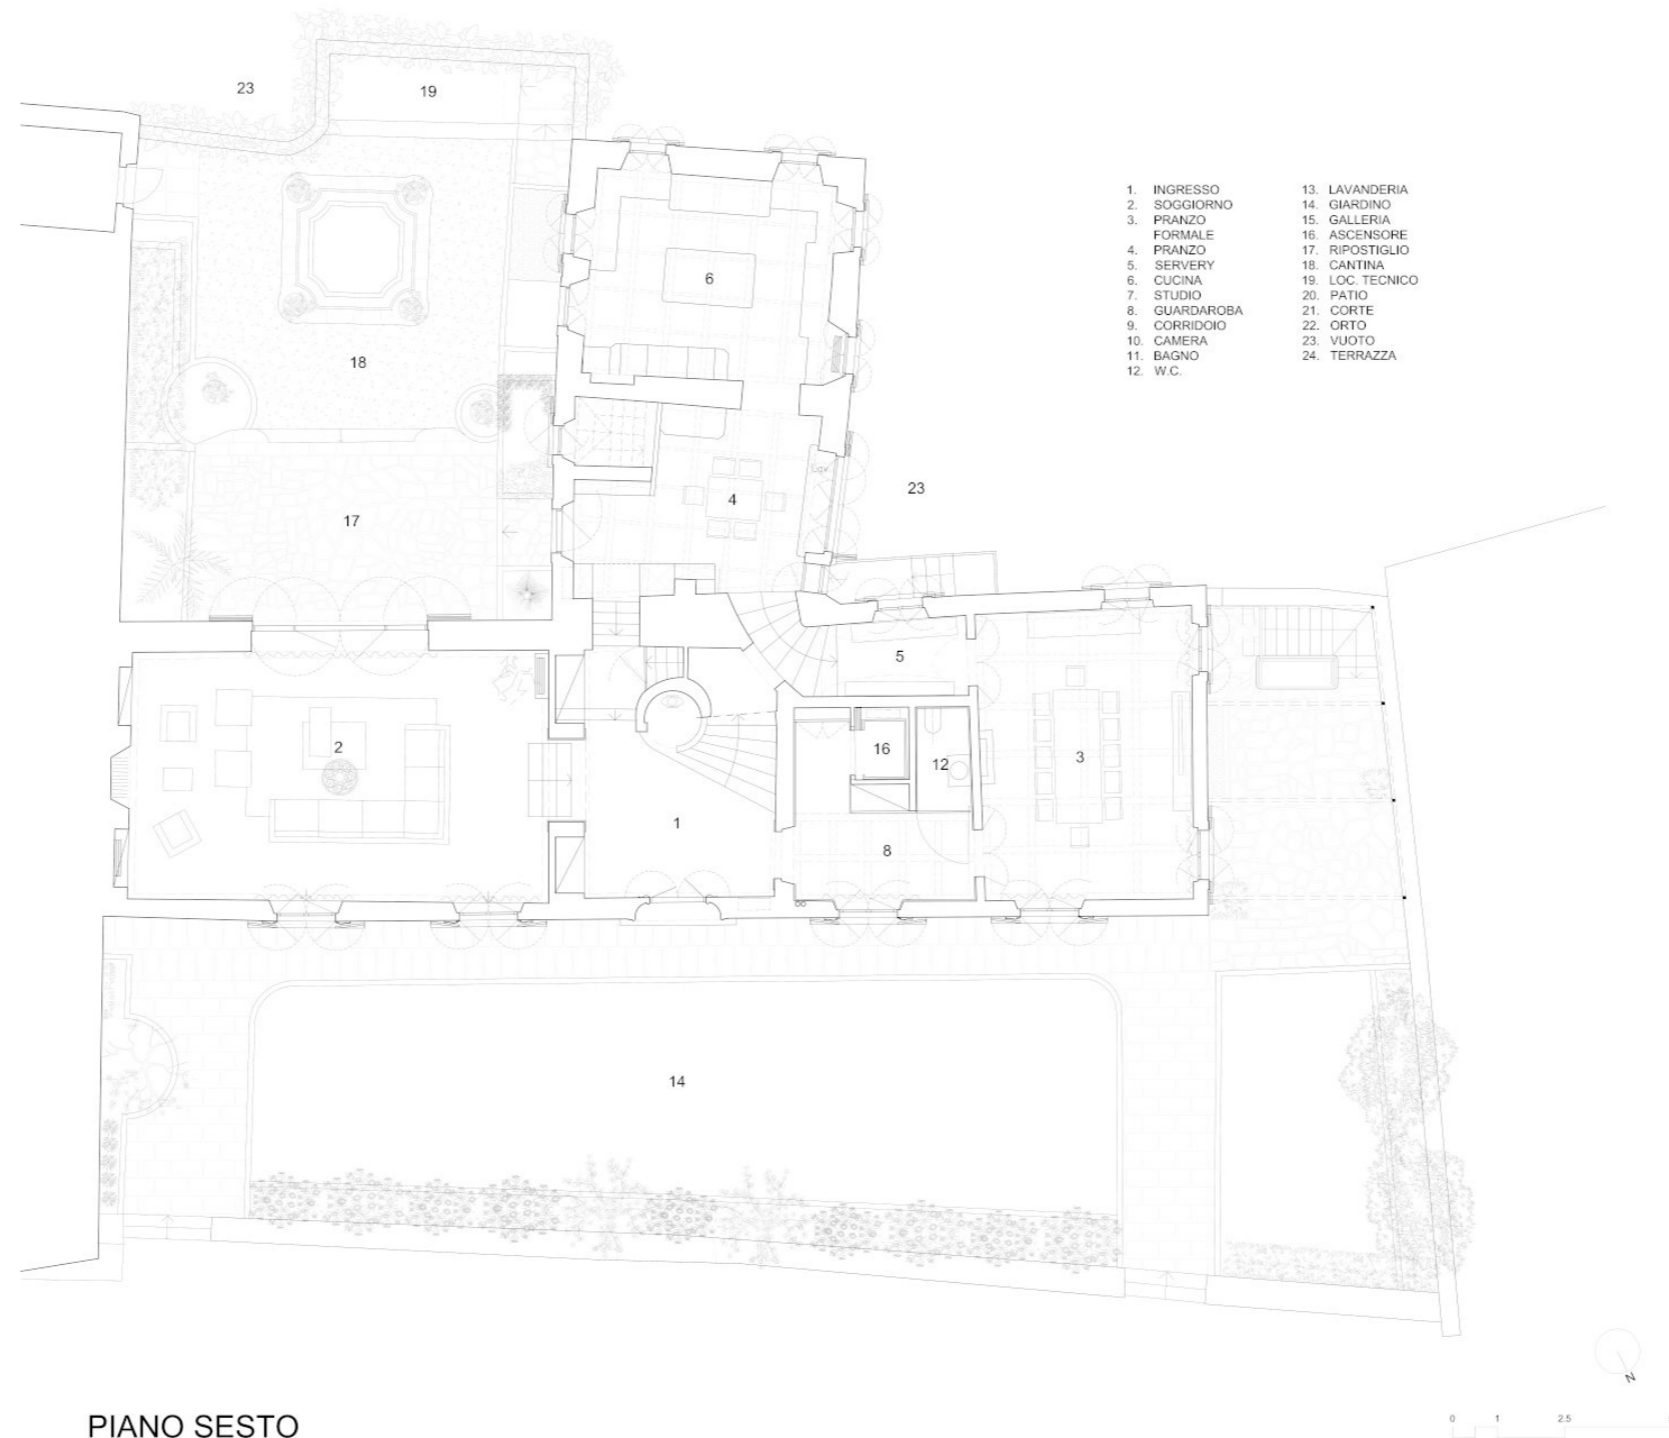 23
19
1. INGRESSO
2. SOGGIORNO
3. PRANZO
FORMALE
4. PRANZO
5. SERVERY
6. CUCINA
7. STUDIO
8. GUARDAROBA
9. CORRIDOIO
10. CAMERA
11. BAGNO
12. W.C.
13. LAVANDERIA
14. GIARDINO
15. GALLERIA
16. ASCENSORE
17. RIPOSTIGLIO
18. CANTINA
19. LOC. TECNICO
20. PATIO
21. CORTE
22. ORTO
23. VUOTO
24. TERRAZZA
6
18
23
4
17
5
2
16
12
3
1
8
14
N
PIANO SESTO
0 1 2.5